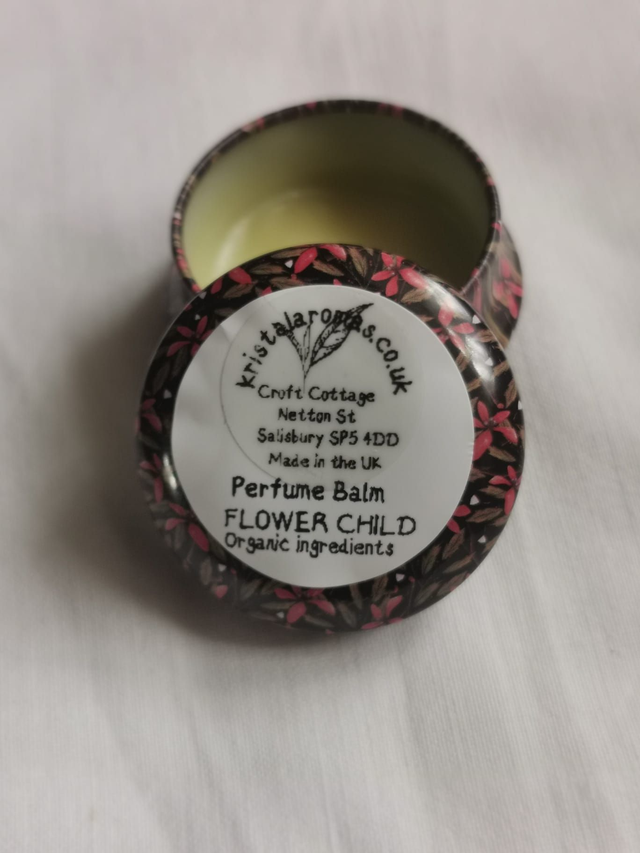 kristalaromas.co.uk
Croft Cottage
Netton St
Salisbury SP5 4DD
Made in the UK
Perfume Balm
FLOWER CHILD
Organic ingredients